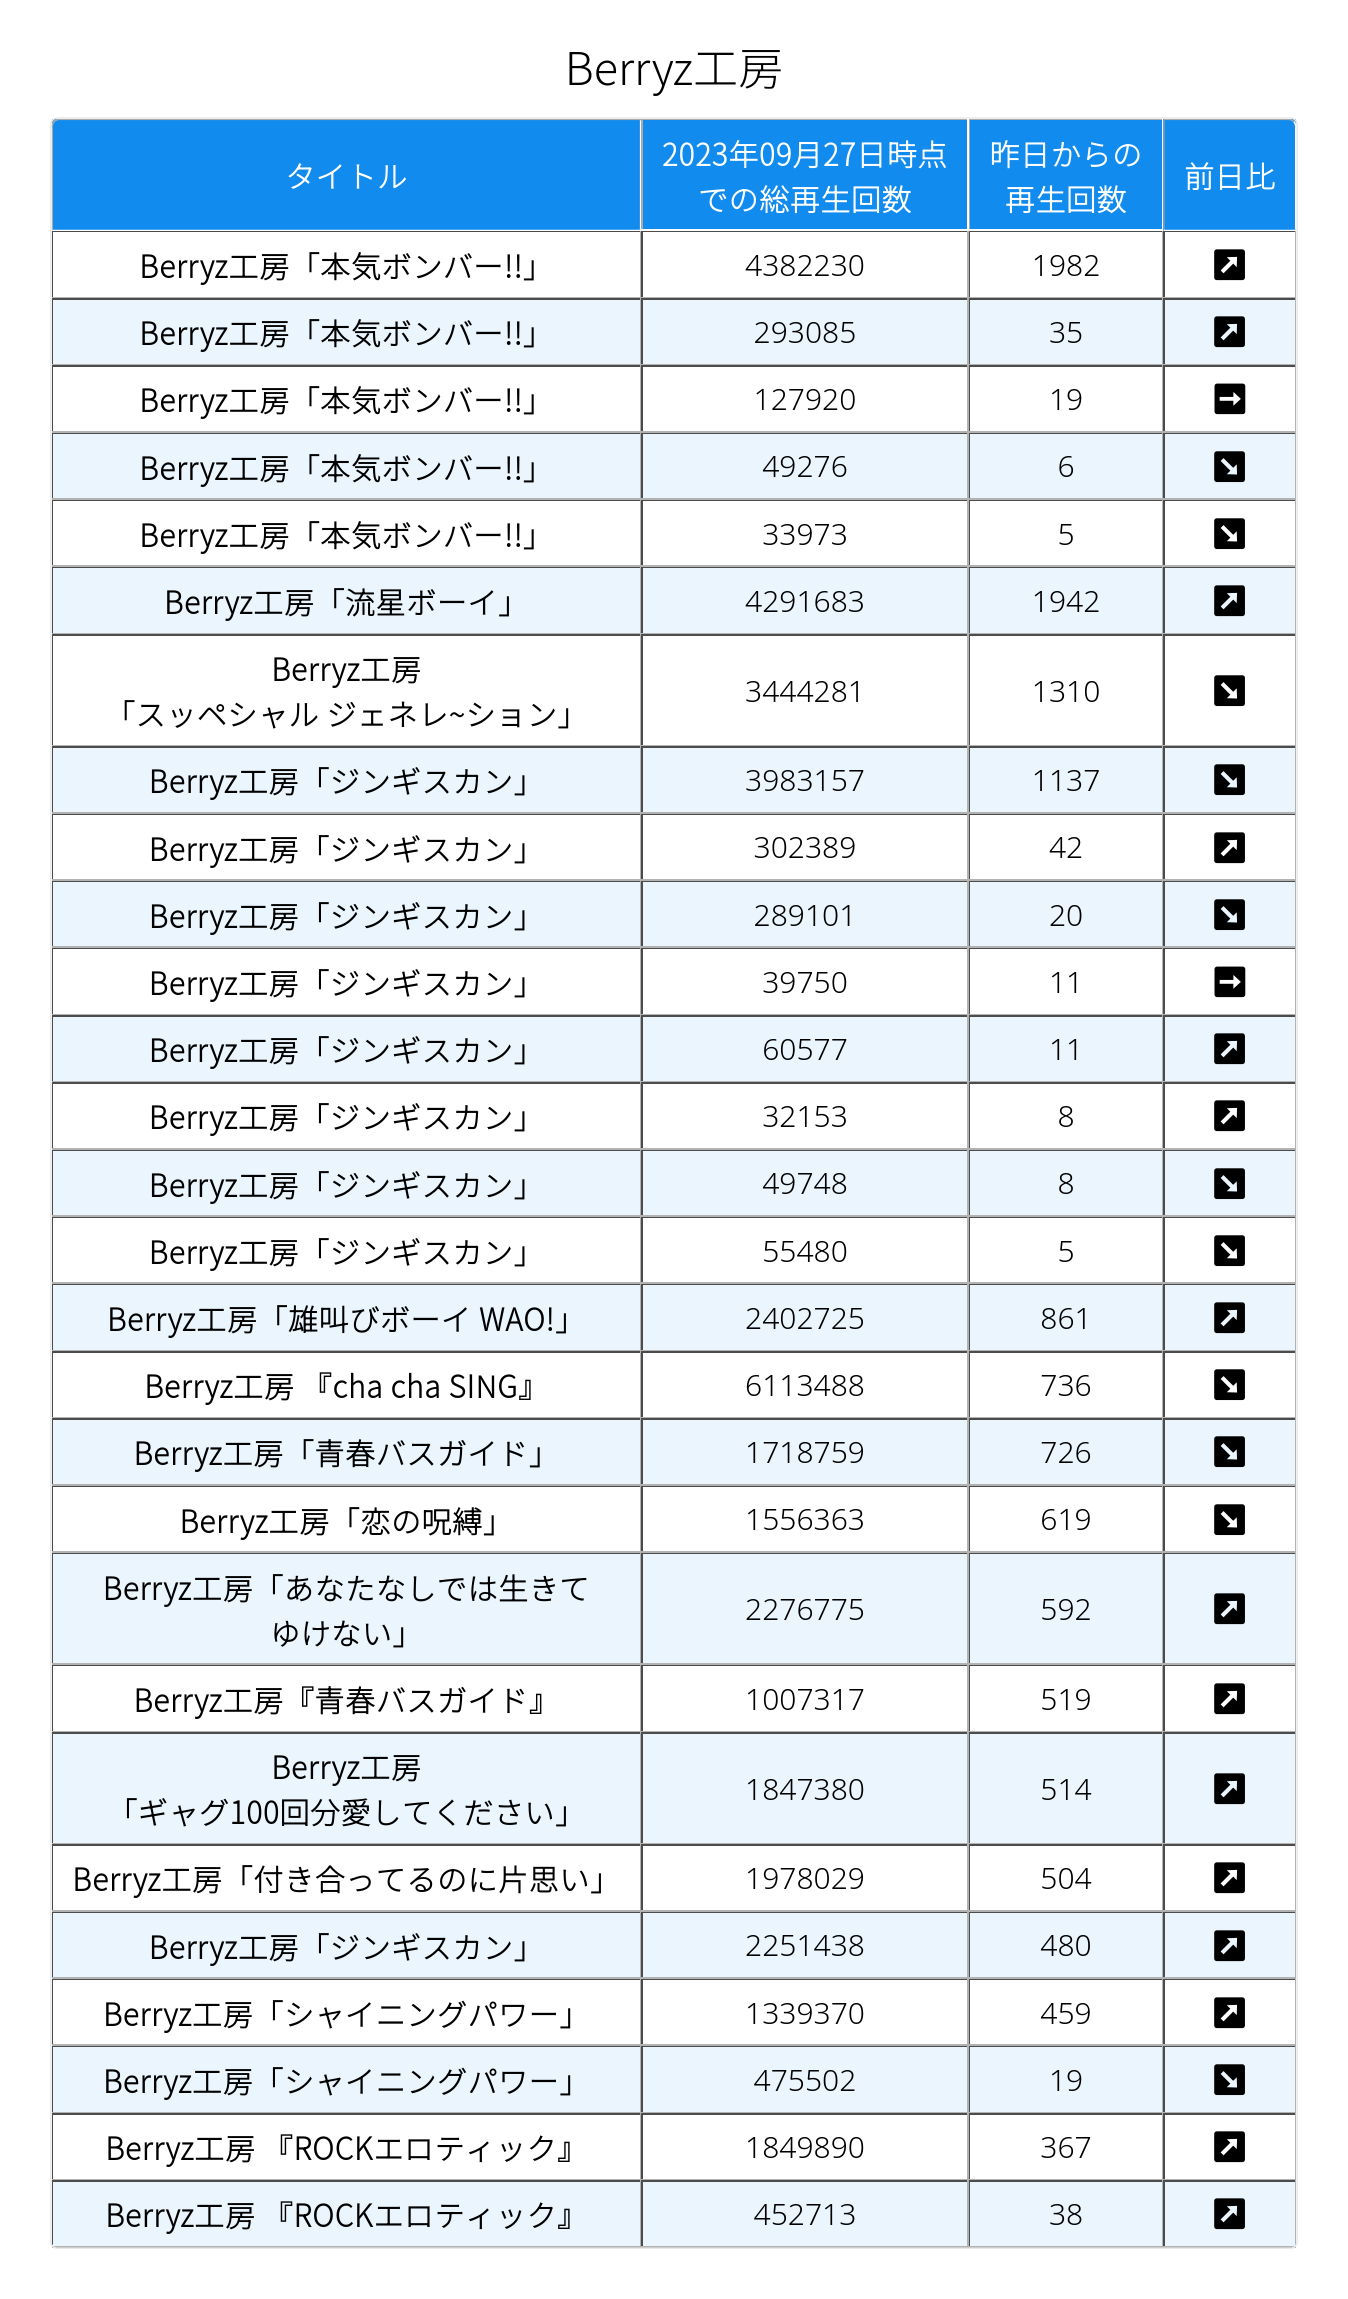 Berryz工房
タイトル
2023年09月27日時点
での総再生回数
昨日からの
再生回数
前日比
Berryz工房「本気ボンバー!!」 4382230 1982 ↗
Berryz工房「本気ボンバー!!」 293085 35 ↗
Berryz工房「本気ボンバー!!」 127920 19 →
Berryz工房「本気ボンバー!!」 49276 6 ↘
Berryz工房「本気ボンバー!!」 33973 5 ↘
Berryz工房「流星ボーイ」 4291683 1942 ↗
Berryz工房
「スッペシャル ジェネレ~ション」 3444281 1310 ↘
Berryz工房「ジンギスカン」 3983157 1137 ↘
Berryz工房「ジンギスカン」 302389 42 ↗
Berryz工房「ジンギスカン」 289101 20 ↘
Berryz工房「ジンギスカン」 39750 11 →
Berryz工房「ジンギスカン」 60577 11 ↗
Berryz工房「ジンギスカン」 32153 8 ↗
Berryz工房「ジンギスカン」 49748 8 ↘
Berryz工房「ジンギスカン」 55480 5 ↘
Berryz工房「雄叫びボーイ WAO!」 2402725 861 ↗
Berryz工房 『cha cha SING』 6113488 736 ↘
Berryz工房「青春バスガイド」 1718759 726 ↘
Berryz工房「恋の呪縛」 1556363 619 ↘
Berryz工房「あなたなしでは生きて
ゆけない」 2276775 592 ↗
Berryz工房『青春バスガイド』 1007317 519 ↗
Berryz工房
「ギャグ100回分愛してください」 1847380 514 ↗
Berryz工房「付き合ってるのに片思い」 1978029 504 ↗
Berryz工房「ジンギスカン」 2251438 480 ↗
Berryz工房「シャイニングパワー」 1339370 459 ↗
Berryz工房「シャイニングパワー」 475502 19 ↘
Berryz工房 『ROCKエロティック』 1849890 367 ↗
Berryz工房 『ROCKエロティック』 452713 38 ↗